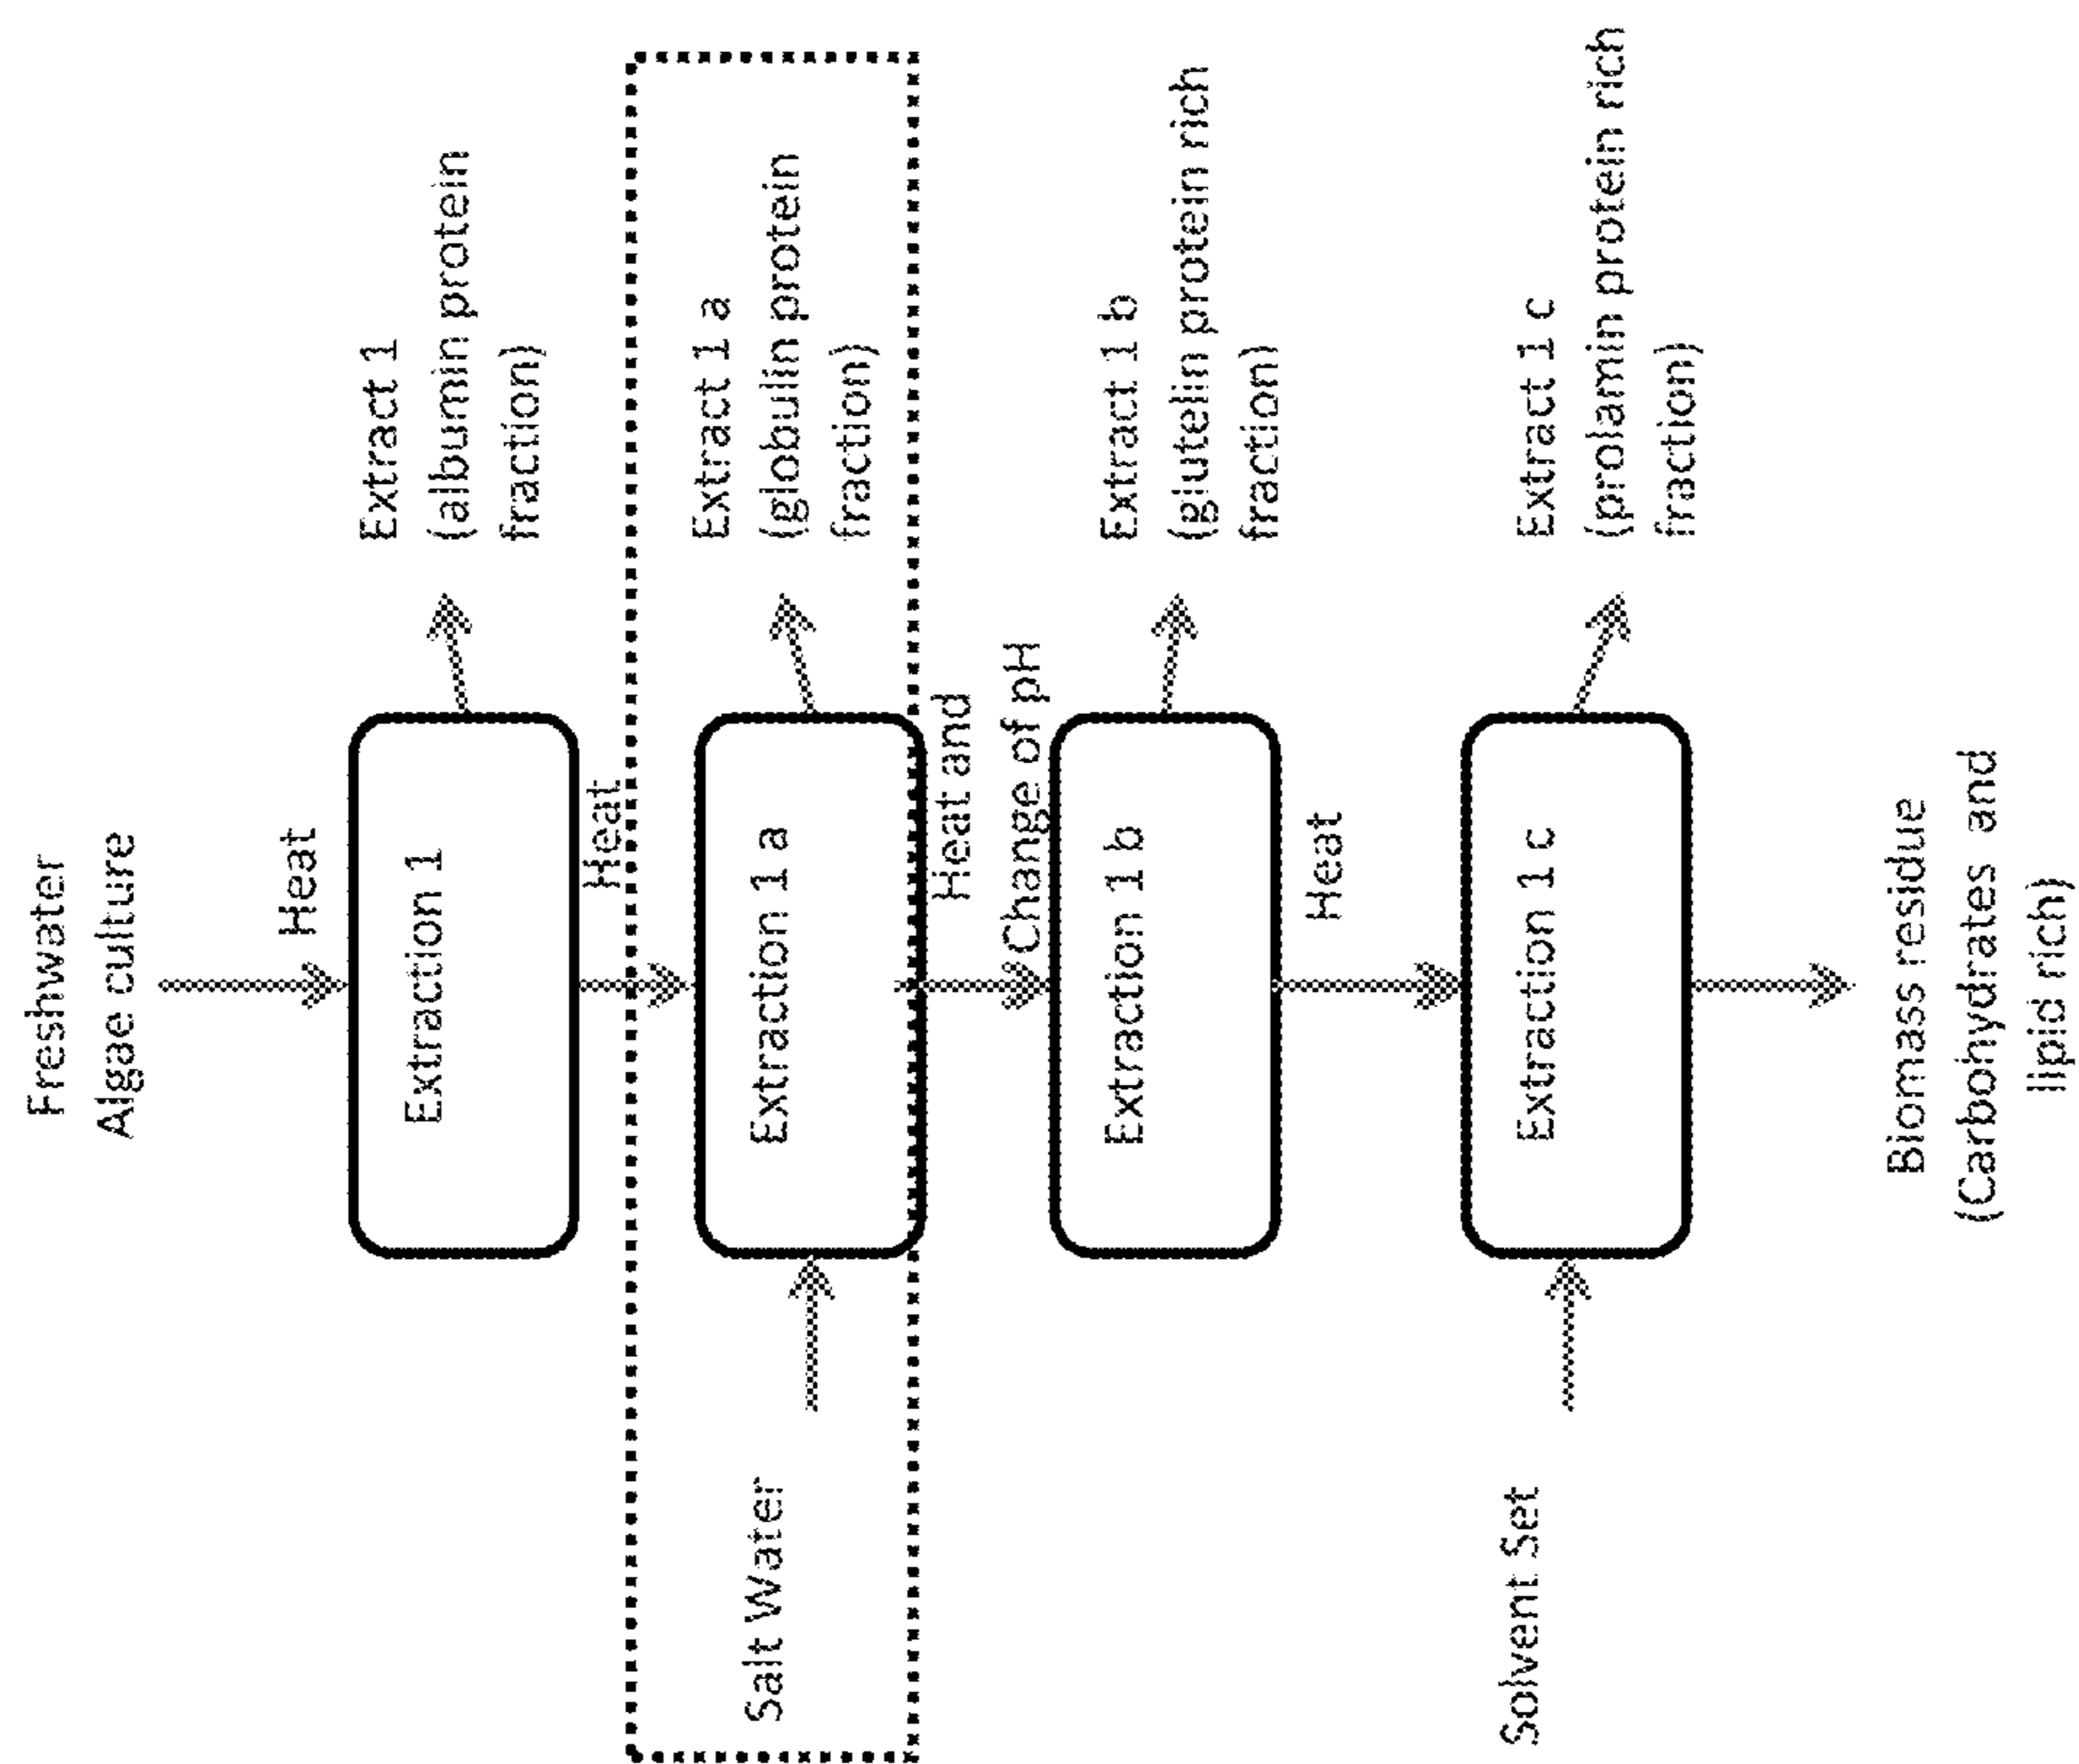 Freshwater
Algae culture
Heat
Extraction 1
Extract 1
(albumin protein
fraction)
Heat
Salt Water
Extraction 1 a
Extract 1 a
(globulin protein
fraction)
Heat and
Change of pH
Extraction 1 b
Extract 1 b
(glutelin protein rich
fraction)
Heat
Solvent Set
Extraction 1 c
Extract 1 c
(prolamin protein rich
fraction)
Biomass residue
(Carbohydrates and
lipid rich)